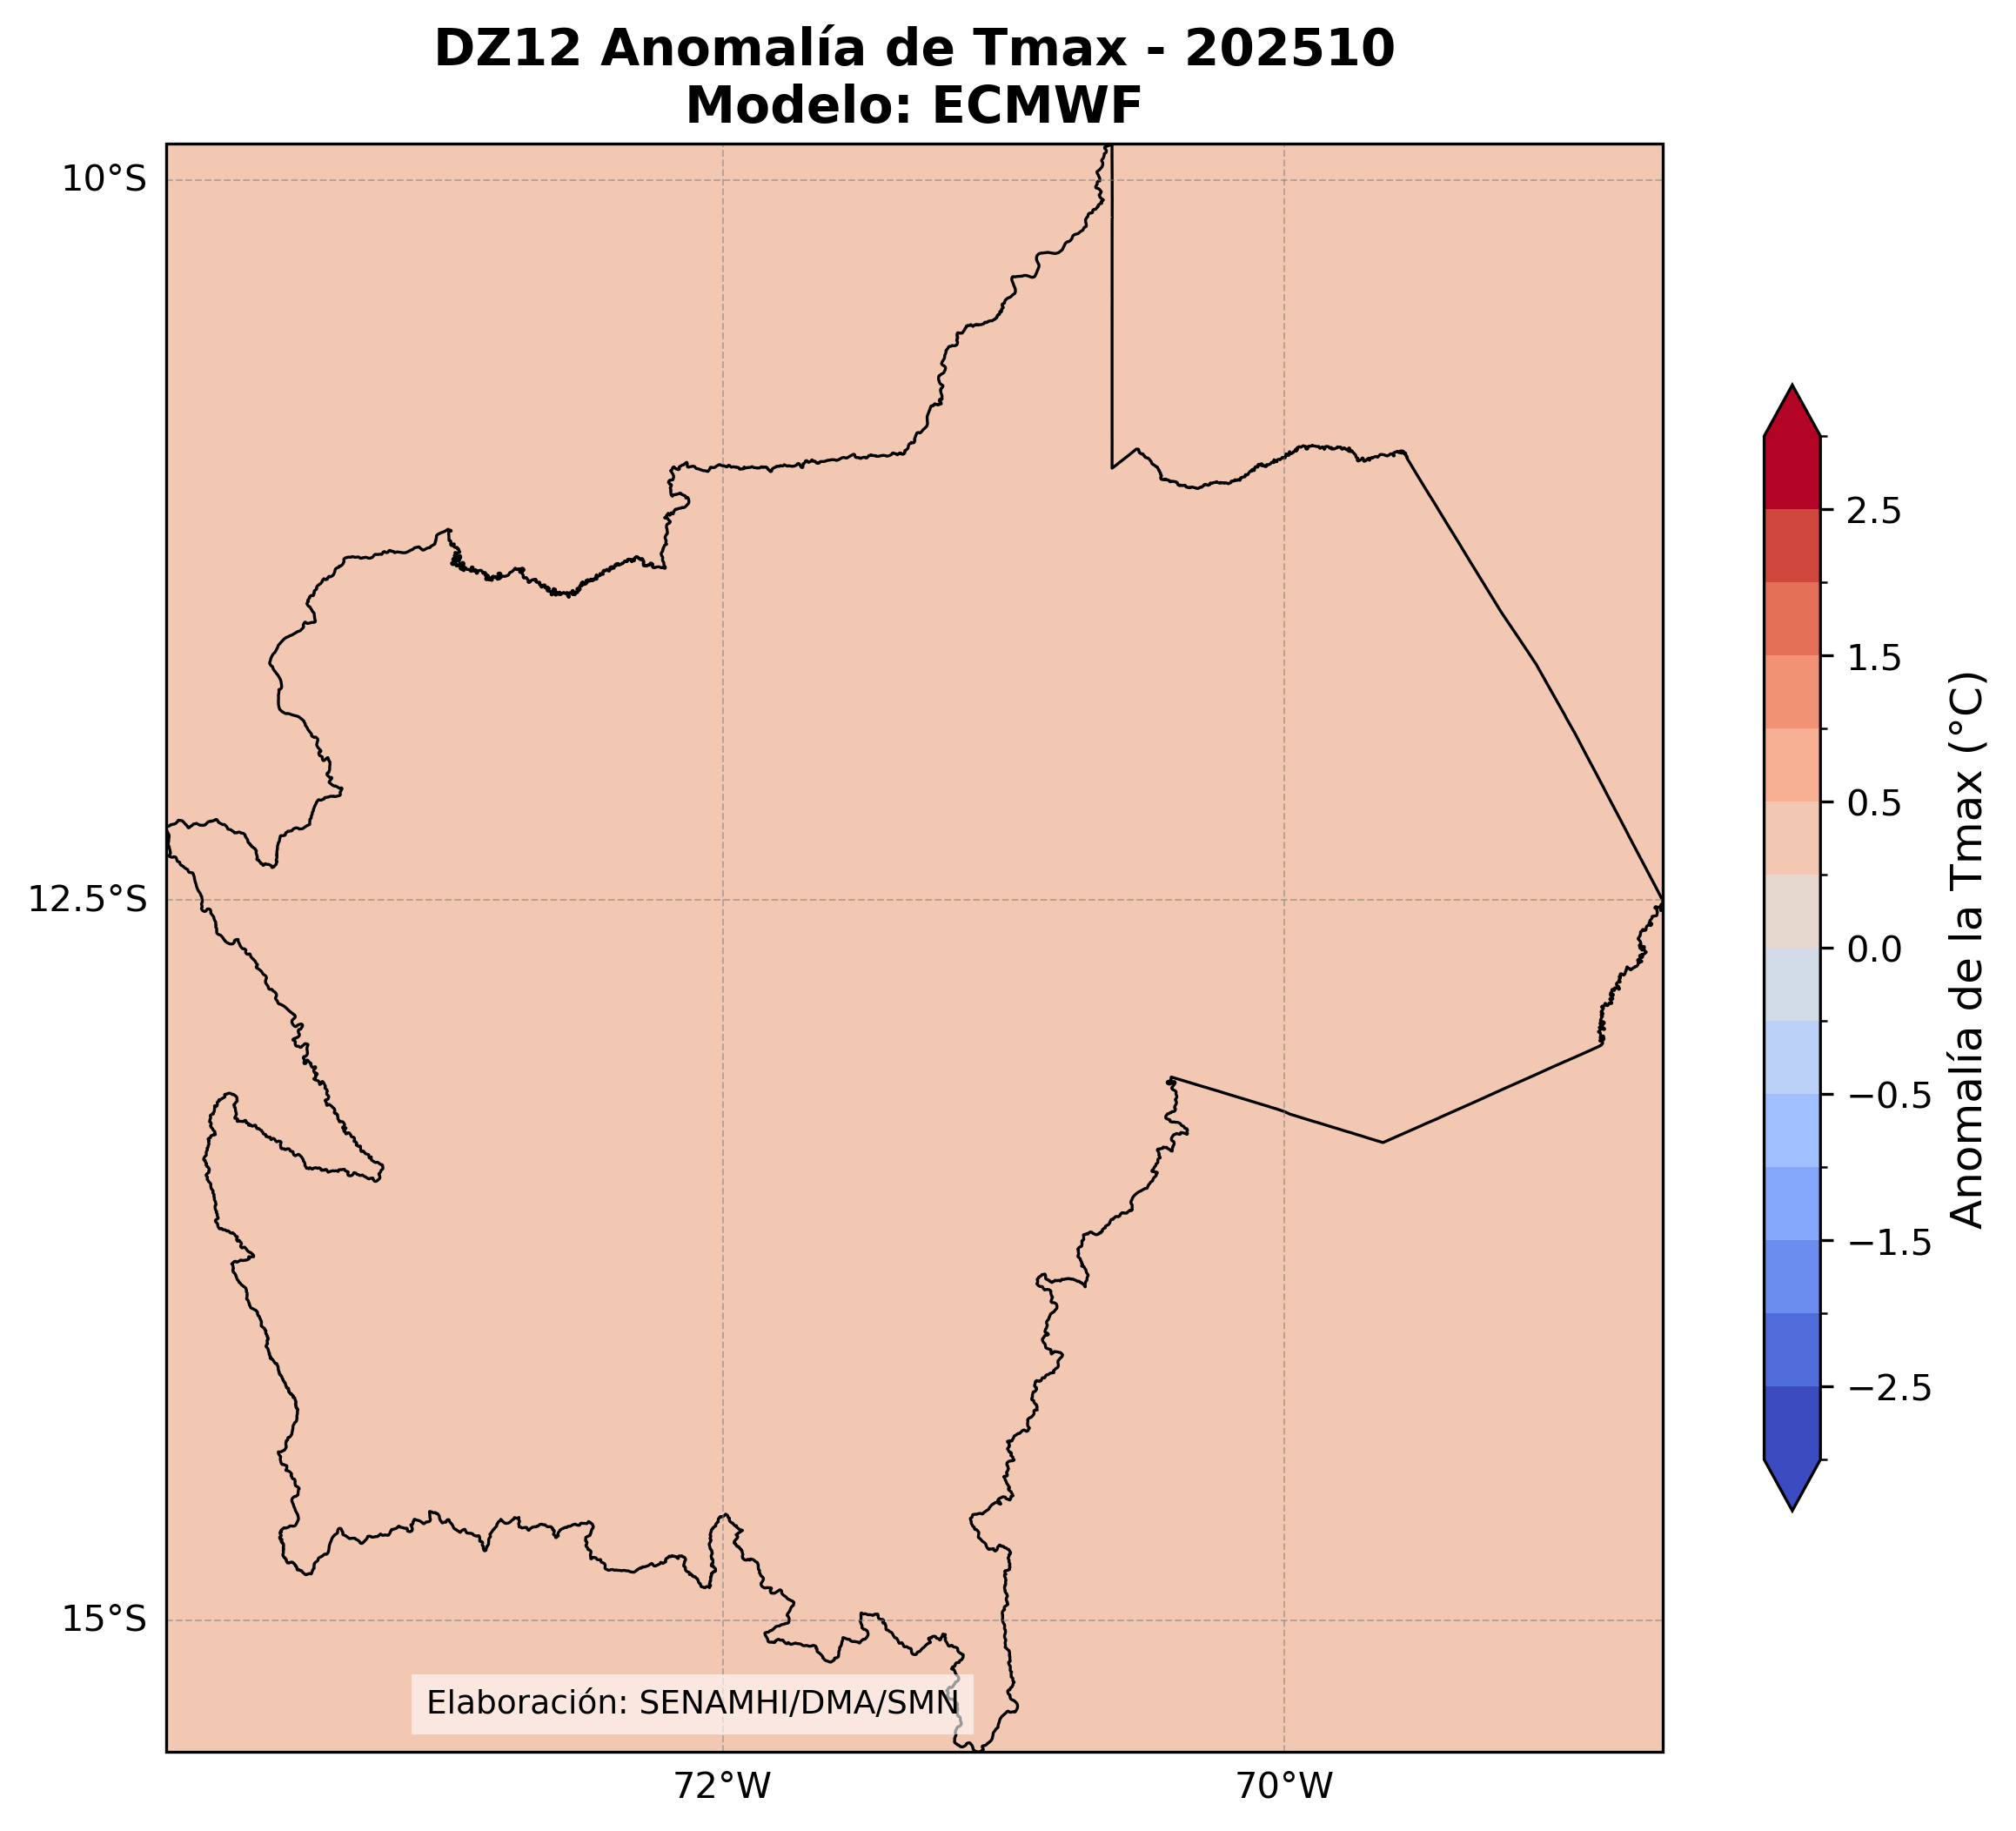 DZ12 Anomalía de Tmax - 202510
Modelo: ECMWF
10°S
12.5°S
15°S
72°W
70°W
Elaboración: SENAMHI/DMA/SMN
2.5
1.5
0.5
0.0
−0.5
−1.5
−2.5
Anomalía de la Tmax (°C)